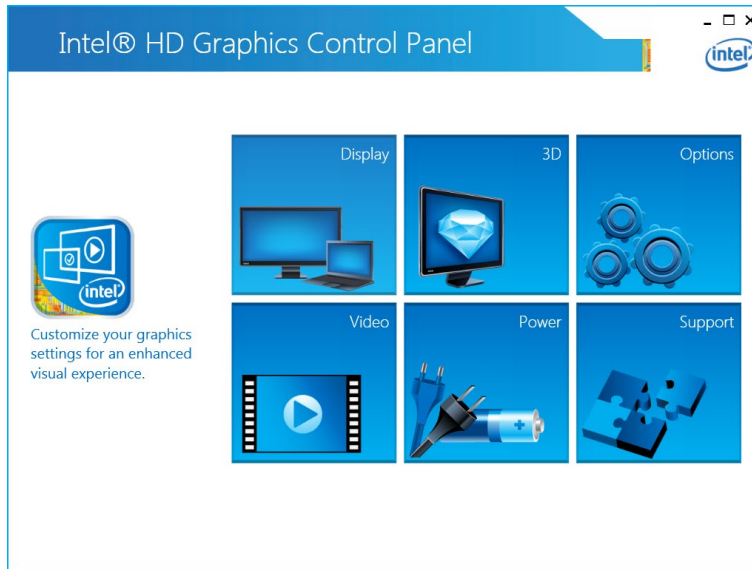 Intel® HD Graphics Control Panel
intel
Display
3D
Options
intel
Customize your graphics
settings for an enhanced
visual experience.
Video
Power
Support